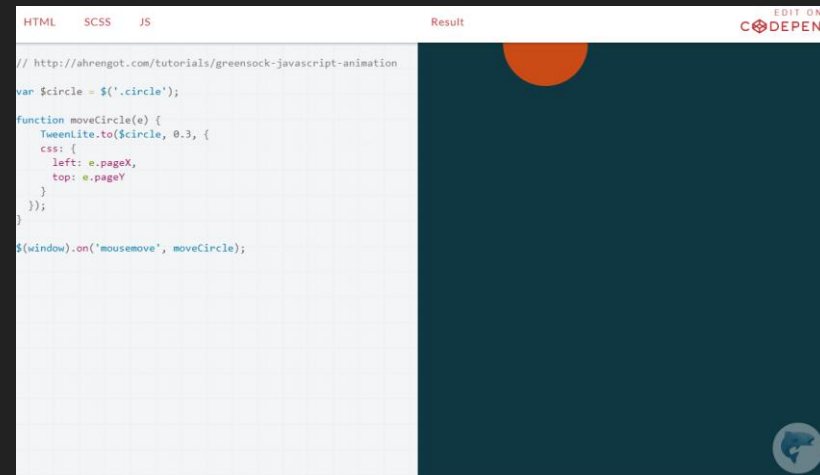 HTML SCSS JS Result
EDIT ON
CODEPEN
// http://ahrengot.com/tutorials/greensock-javascript-animation
var $circle = $('.circle');
function moveCircle(e) {
TweenLite.to($circle, 0.3, {
css: {
left: e.pageX,
top: e.pageY
}
});
}
$(window).on('mousemove', moveCircle);